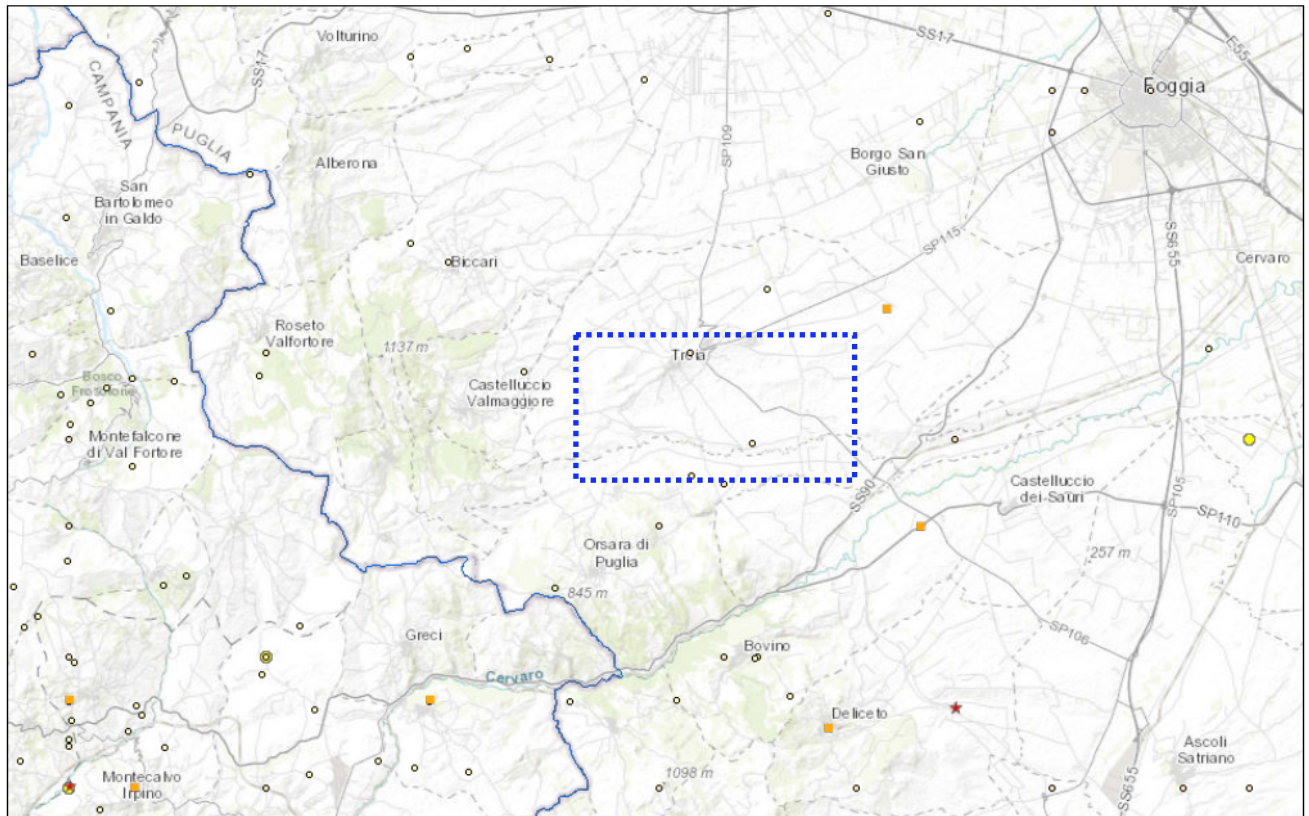 Volturino
SS17
SS17
E55
Foggia
CAMPANIA
PUGLIA
SP109
Alberona
Borgo San
Giusto
San
Bartolomeo
in Galdo
SP115
SS655
Baselice
Biccari
Cervaro
Roseto
Valfortore
1137 m
Troia
Castelluccio
Valmaggiore
Bosco
Montefalcone
di Val Fortore
SS90
Castelluccio
dei Sauri
SP105
SP110
Orsara di
Puglia
257 m
845 m
Greci
SP106
Bovino
Cervaro
Deliceto
Ascoli
Satriano
Montecalvo
Irpino
1098 m
SS655